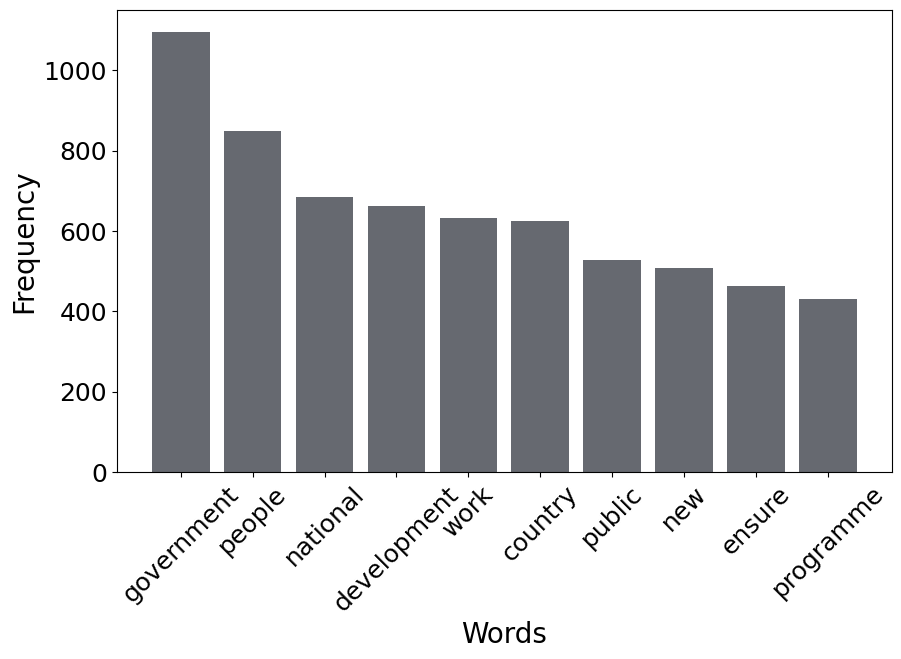 Frequency
1000
800
600
400
200
0
government
people
national
development
work
country
public
new
ensure
programme
Words